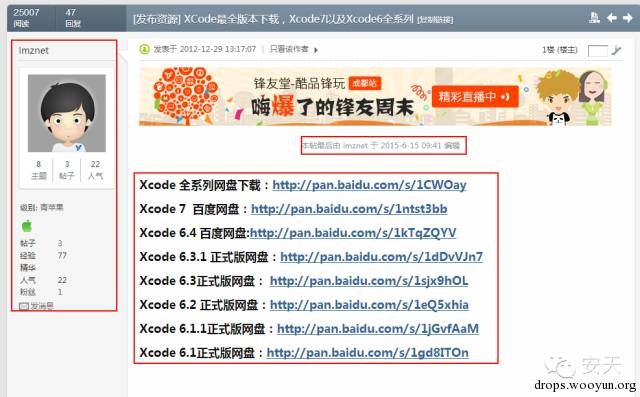 25007
阅读
47
回复
[发布资源] XCode最全版本下载，Xcode7以及Xcode6全系列 [复制链接]
lmznet
8
主题
3
帖子
22
人气
级别: 青苹果
帖子 3
经验 77
精华
人气 22
粉丝 1
发消息
发表于 2012-12-29 13:17:07 | 只看该作者
1楼 (楼主)
锋友堂-酷品锋玩 成都站
嗨爆了的锋友周末
精彩直播中
本帖最后由 lmznet 于 2015-6-15 09:41 编辑
Xcode 全系列网盘下载：http://pan.baidu.com/s/1CWOay
Xcode 7 百度网盘：http://pan.baidu.com/s/1ntst3bb
Xcode 6.4 百度网盘:http://pan.baidu.com/s/1kTqZQYV
Xcode 6.3.1 正式版网盘：http://pan.baidu.com/s/1dDvVJn7
Xcode 6.3正式版网盘： http://pan.baidu.com/s/1sjx9hOL
Xcode 6.2 正式版网盘：http://pan.baidu.com/s/1eQ5xhia
Xcode 6.1.1正式版网盘：http://pan.baidu.com/s/1jGvfAaM
Xcode 6.1正式版网盘：http://pan.baidu.com/s/1gd8ITOn
安天
drops.wooyun.org